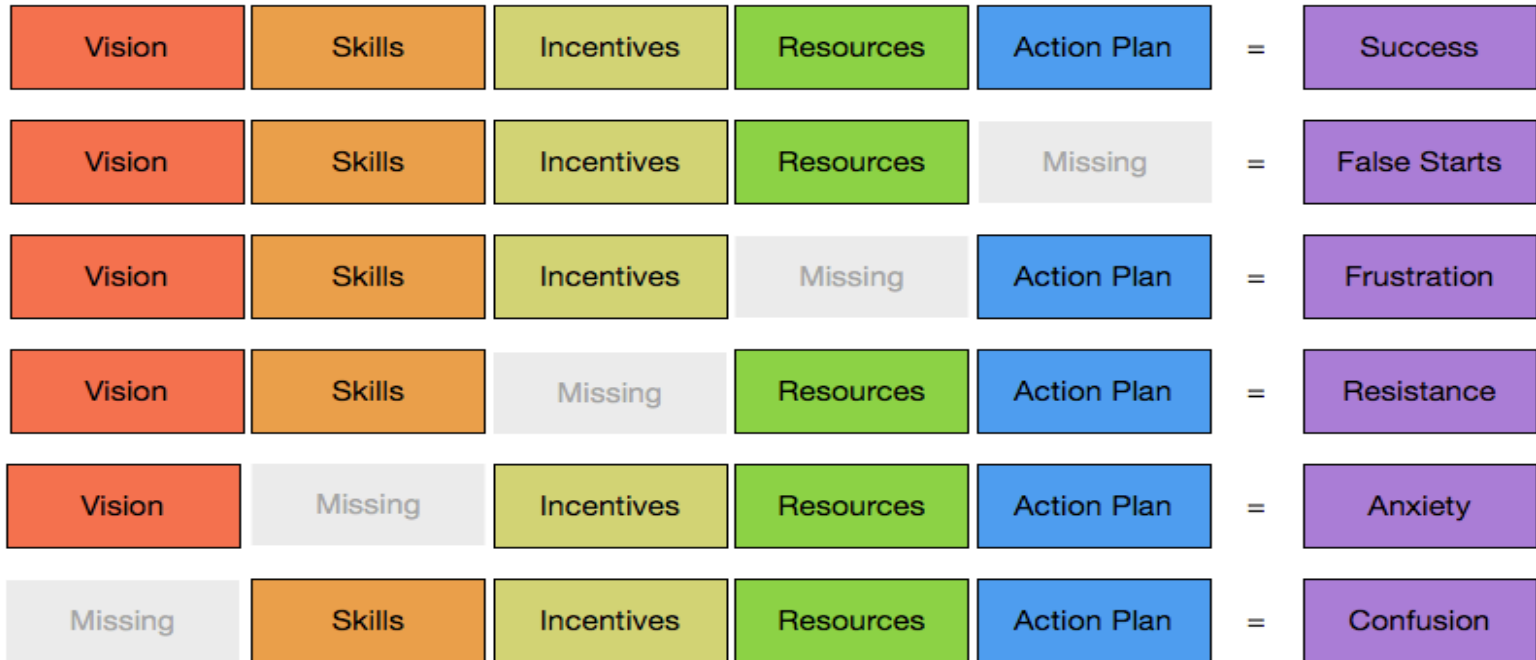 Vision Skills Incentives Resources Action Plan = Success
Vision Skills Incentives Resources Missing = False Starts
Vision Skills Incentives Missing Action Plan = Frustration
Vision Skills Missing Resources Action Plan = Resistance
Vision Missing Incentives Resources Action Plan = Anxiety
Missing Skills Incentives Resources Action Plan = Confusion